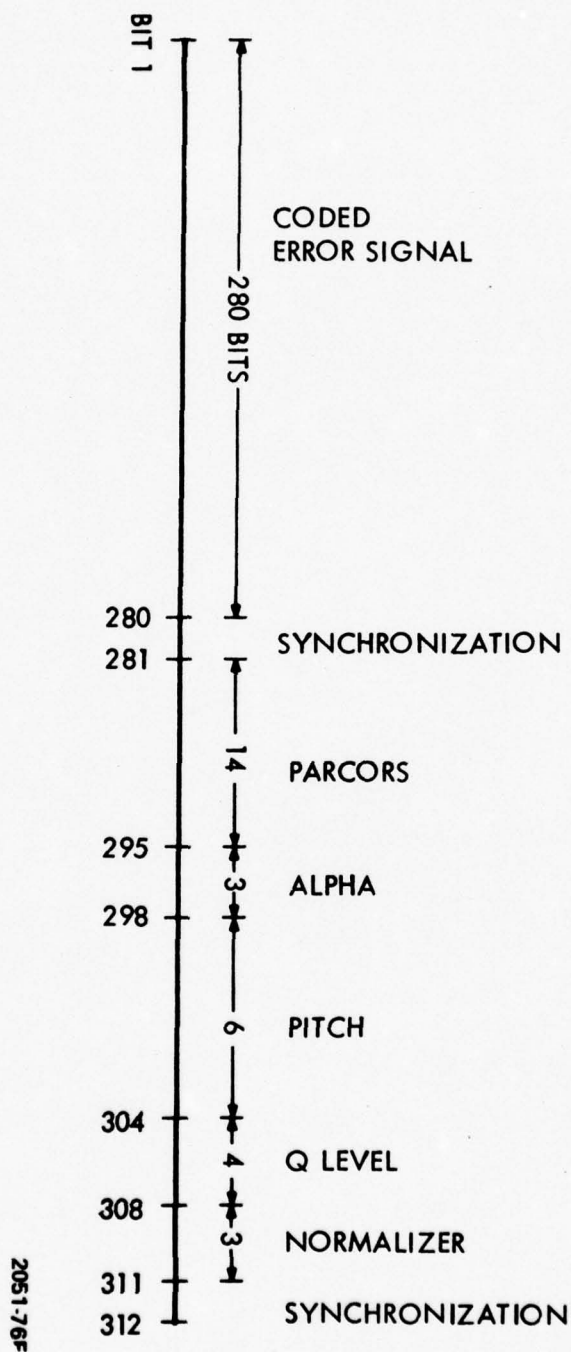 BIT 1
CODED
ERROR SIGNAL
280 BITS
280
SYNCHRONIZATION
281
14
PARCORS
295
3
ALPHA
298
6
PITCH
304
4
Q LEVEL
308
3
NORMALIZER
311
SYNCHRONIZATION
312
2051-76F